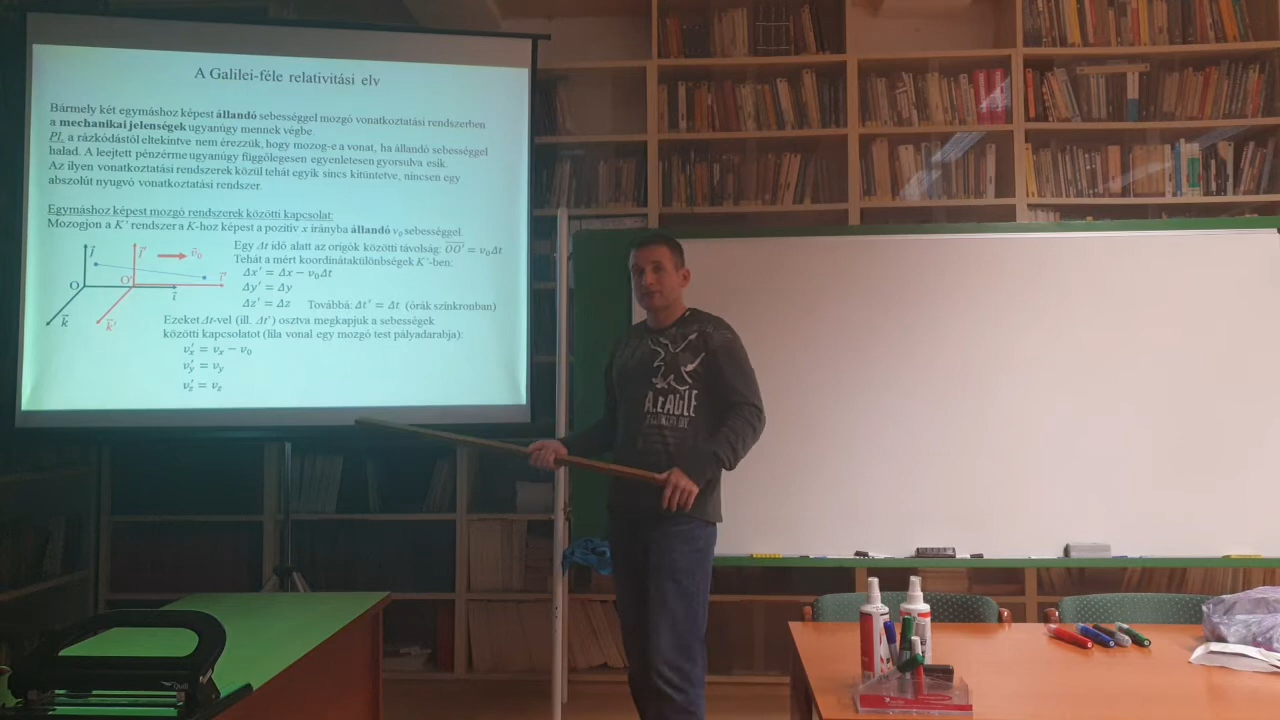 A Galilei-féle relativitási elv
Bármely két egymáshoz képest állandó sebességgel mozgó vonatkoztatási rendszerben
a mechanikai jelenségek ugyanúgy mennek végbe.
Pl. a rázkódástól eltekintve nem érezzük, hogy mozog-e a vonat, ha állandó sebességgel
halad. A leejtett pénzérme ugyanúgy függőlegesen egyenletesen gyorsulva esik.
Az ilyen vonatkoztatási rendszerek közül tehát egyik sincs kitüntetve, nincsen egy
abszolút nyugvó vonatkoztatási rendszer.
Egymáshoz képest mozgó rendszerek közötti kapcsolat:
Mozogjon a K' rendszer a K-hoz képest a pozitív x irányba állandó v₀ sebességgel.
Egy Δt idő alatt az origók közötti távolság: OO' = v₀Δt
Tehát a mért koordinátakülönbségek K'-ben:
Δx' = Δx − v₀Δt
Δy' = Δy
Δz' = Δz Továbbá: Δt' = Δt (órák szinkronban)
j j' v₀
O O' i i'
k k'
Ezeket Δt-vel (ill. Δt') osztva megkapjuk a sebességek
közötti kapcsolatot (lila vonal egy mozgó test pályadarabja):
v'ₓ = vₓ − v₀
v'y = vy
v'z = vz
A.EAGLE